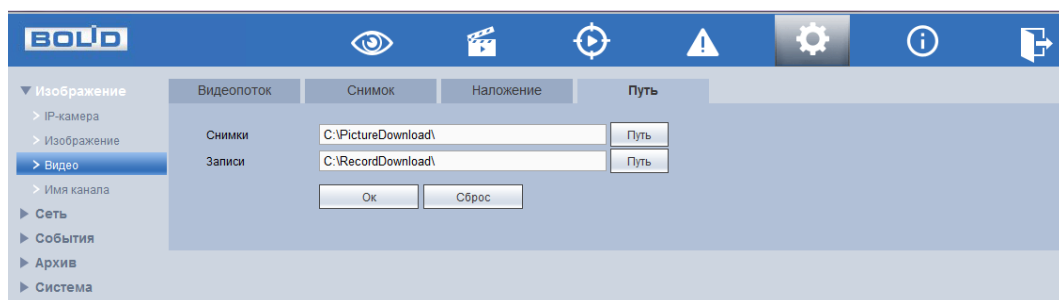 BOLID
Изображение
> IP-камера
> Изображение
> Видео
> Имя канала
Сеть
События
Архив
Система
Видеопоток Снимок Наложение Путь
Снимки C:\PictureDownload\ Путь
Записи C:\RecordDownload\ Путь
Ок Сброс